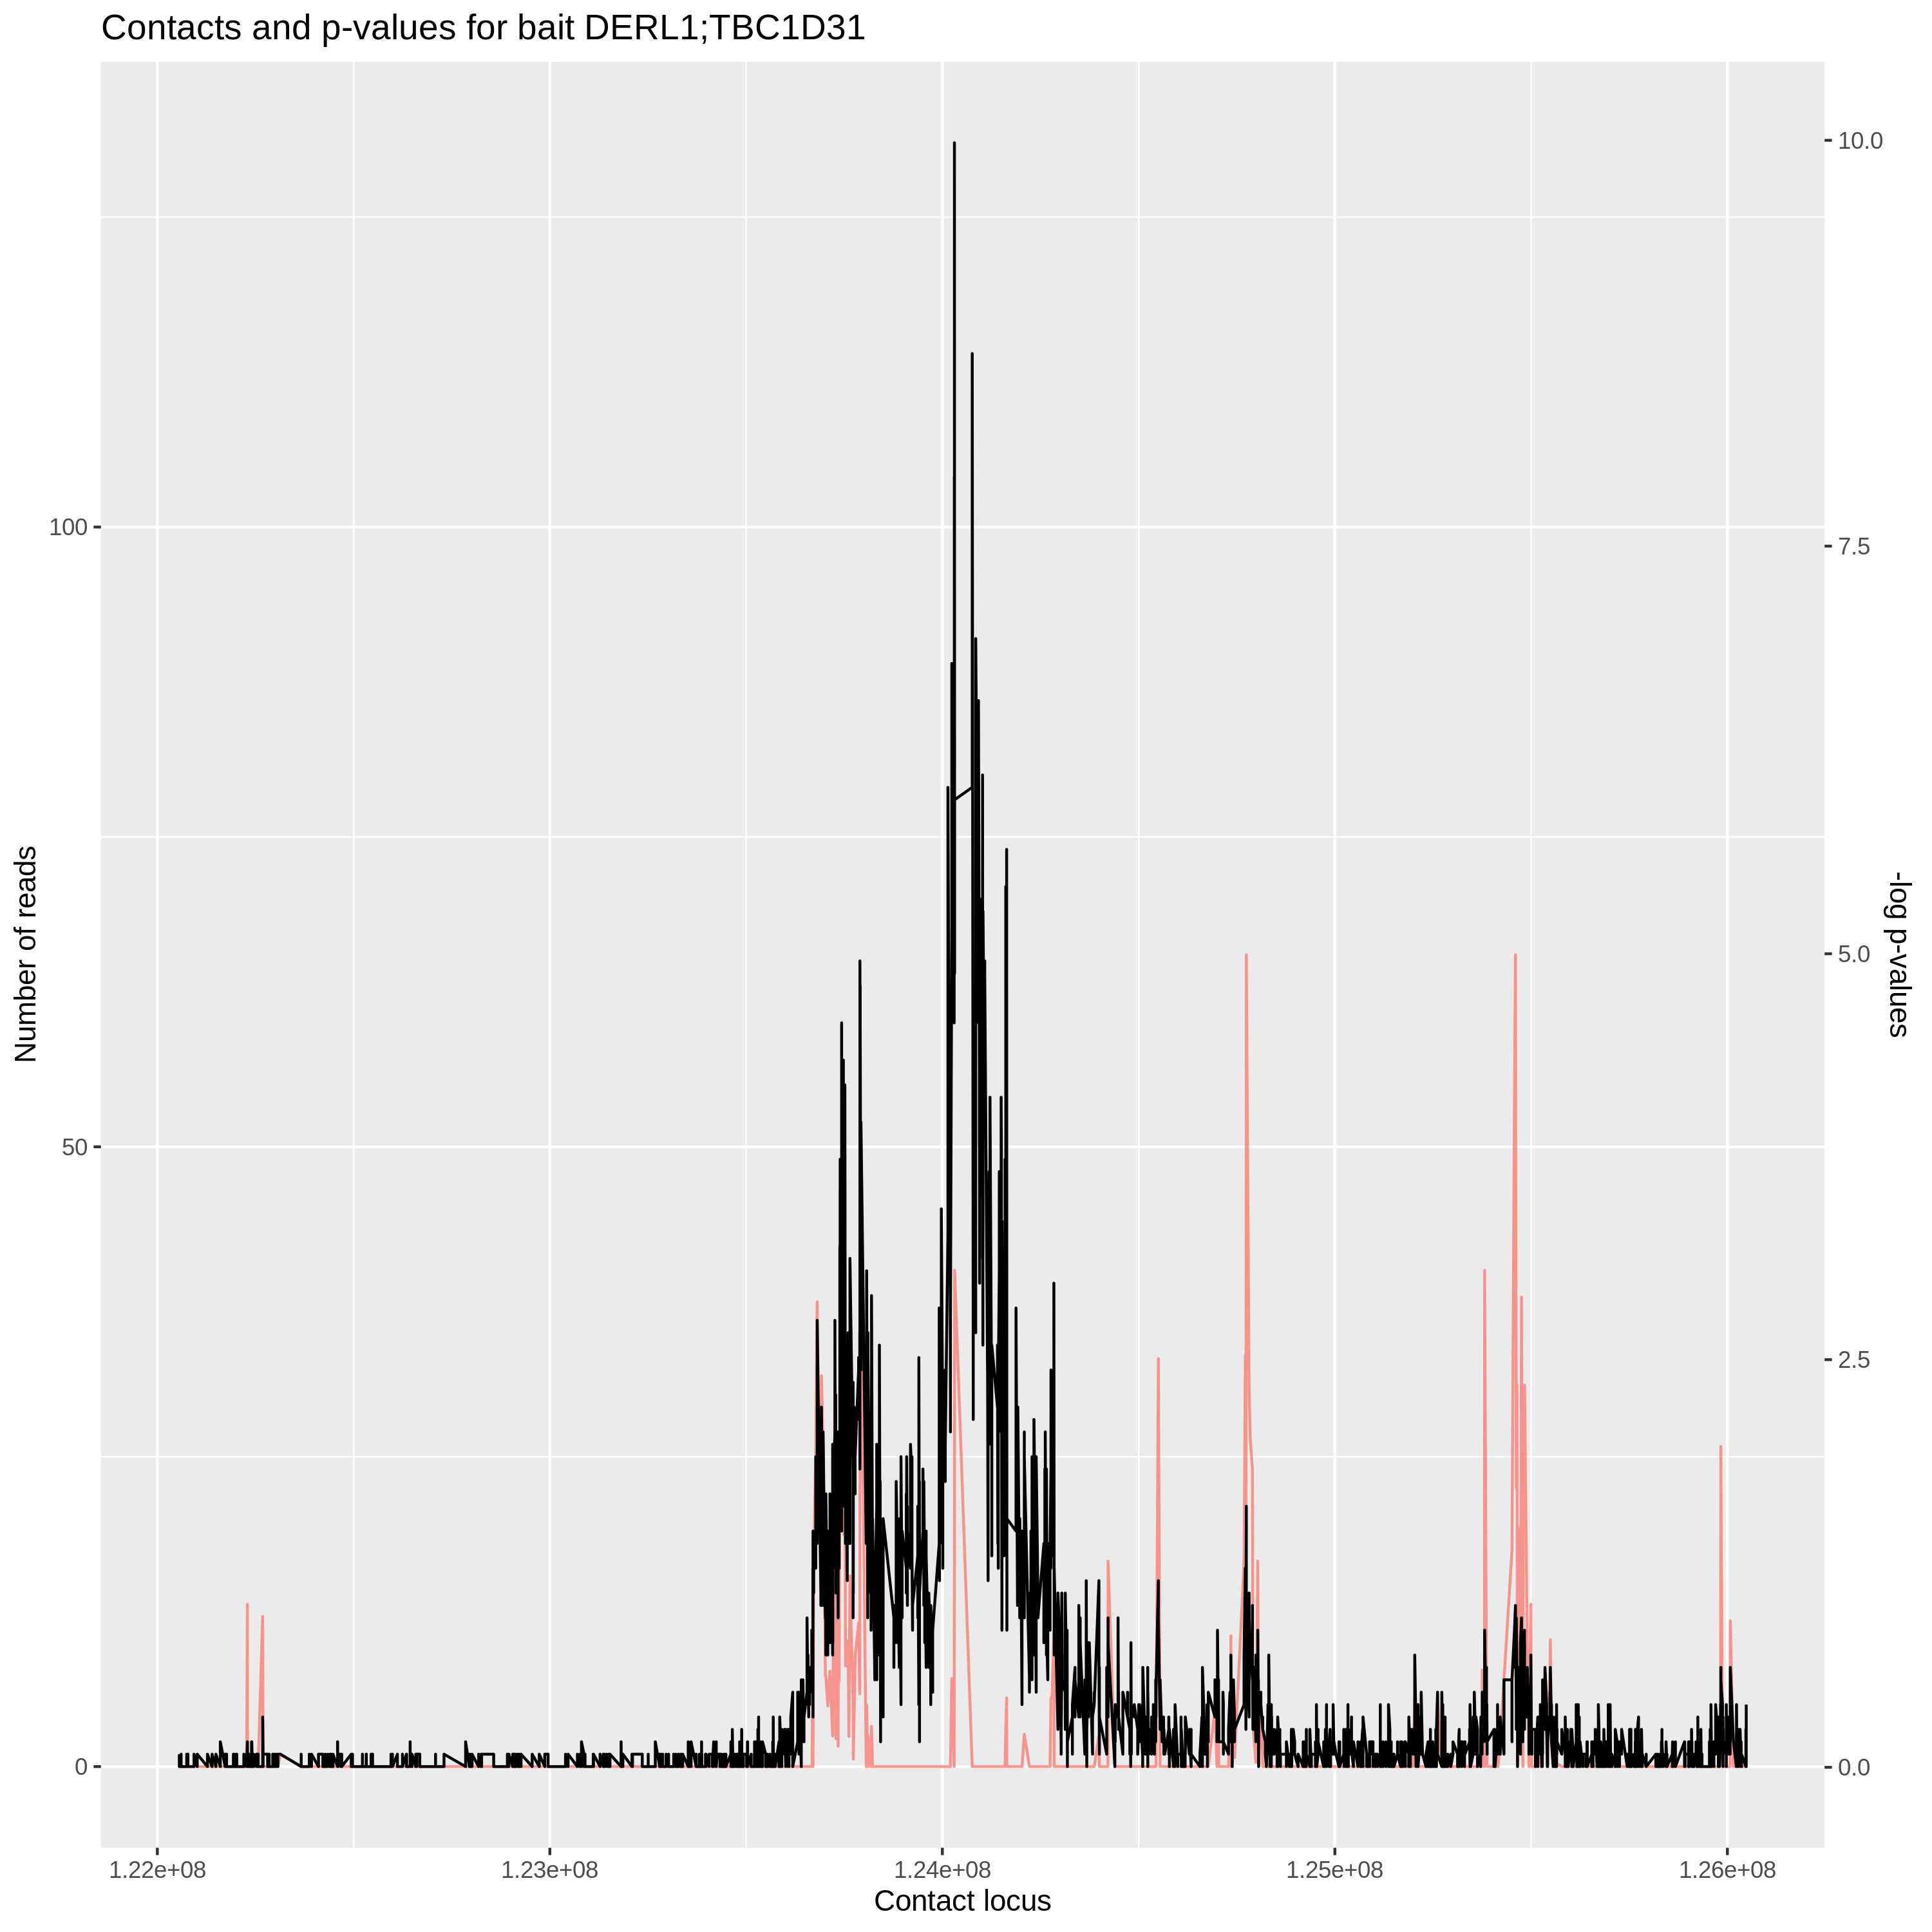 Contacts and p-values for bait DERL1;TBC1D31
Number of reads
100
50
0
10.0
7.5
5.0
2.5
0.0
-log p-values
1.22e+08
1.23e+08
1.24e+08
1.25e+08
1.26e+08
Contact locus